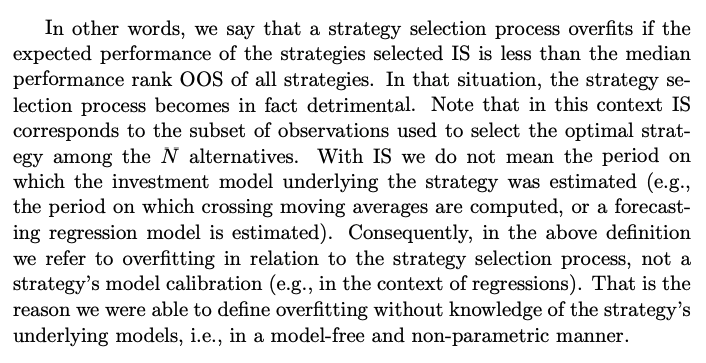 In other words, we say that a strategy selection process overfits if the
expected performance of the strategies selected IS is less than the median
performance rank OOS of all strategies. In that situation, the strategy se-
lection process becomes in fact detrimental. Note that in this context IS
corresponds to the subset of observations used to select the optimal strat-
egy among the N alternatives. With IS we do not mean the period on
which the investment model underlying the strategy was estimated (e.g.,
the period on which crossing moving averages are computed, or a forecast-
ing regression model is estimated). Consequently, in the above definition
we refer to overfitting in relation to the strategy selection process, not a
strategy's model calibration (e.g., in the context of regressions). That is the
reason we were able to define overfitting without knowledge of the strategy's
underlying models, i.e., in a model-free and non-parametric manner.